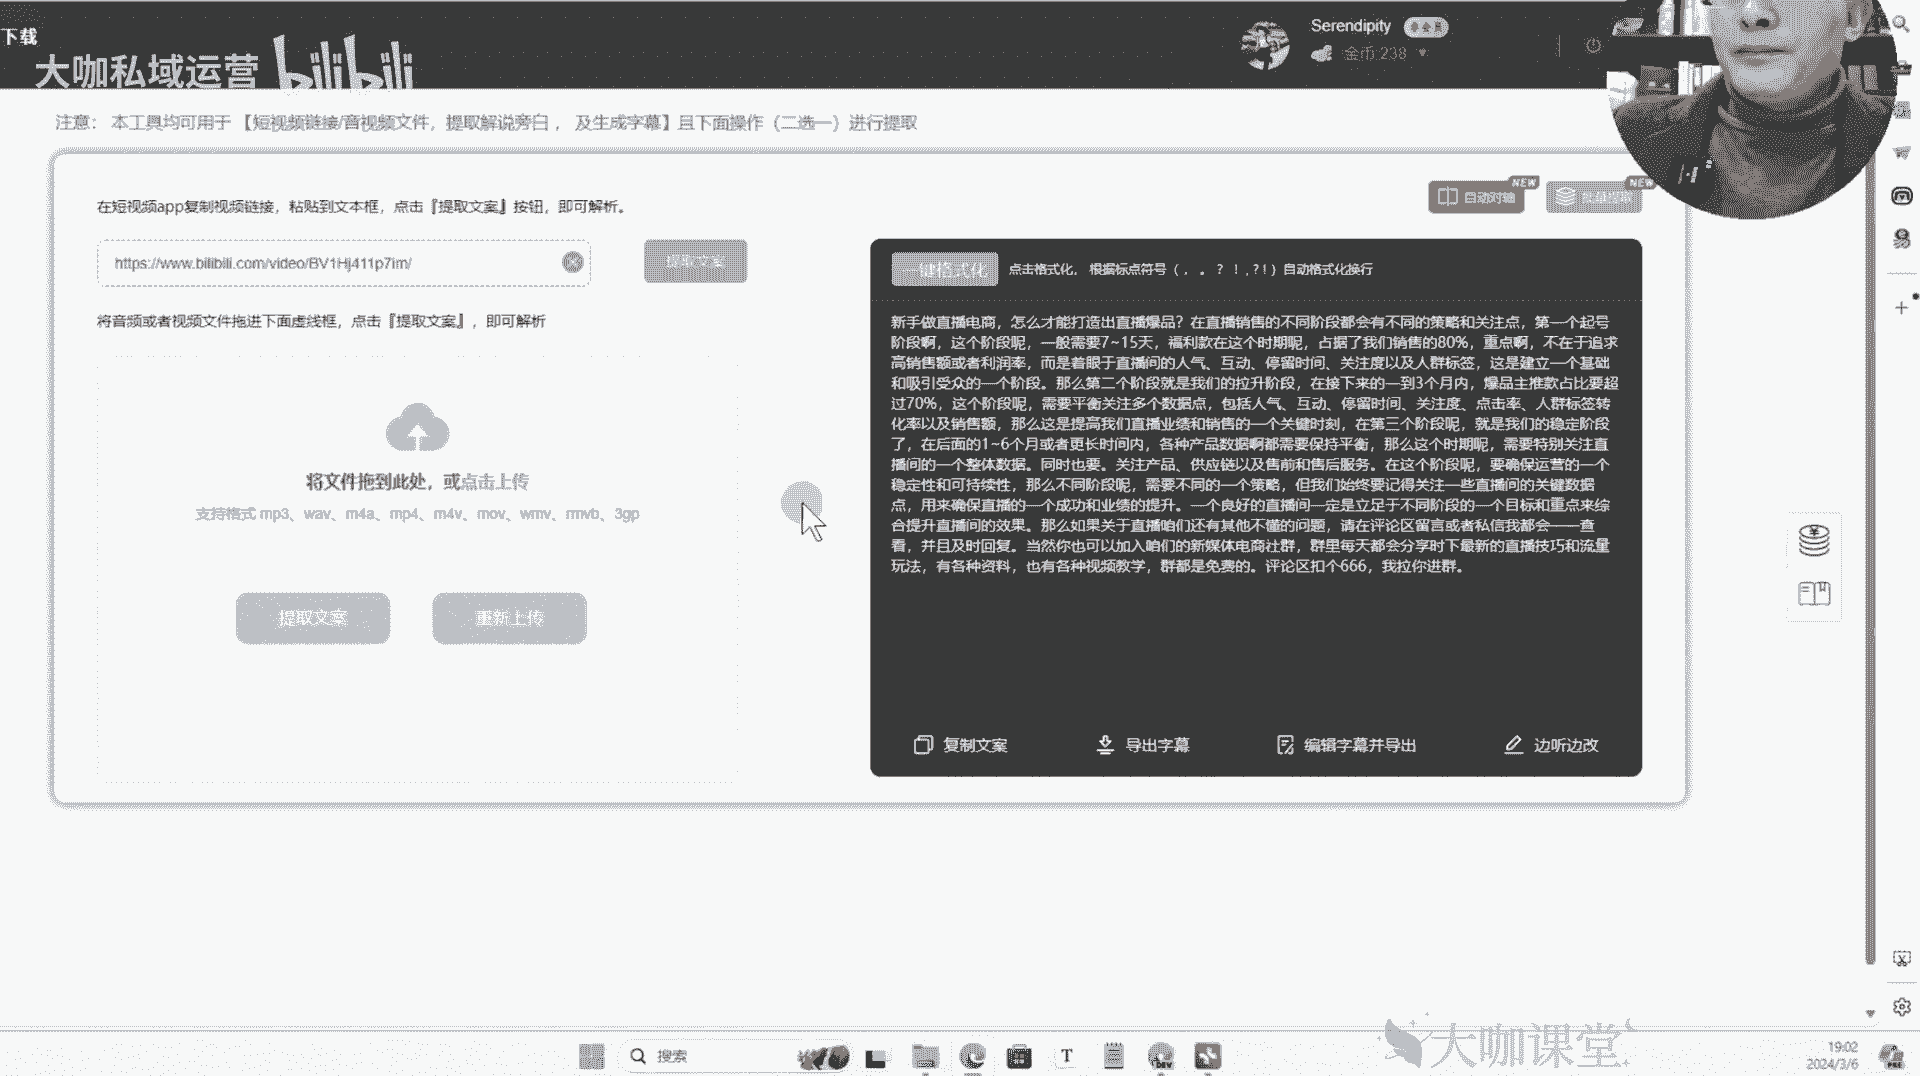 下载
大咖私域运营 bilibili
Serendipity
金币:238
注意： 本工具均可用于 【短视频链接/音视频文件，提取解说旁白 ， 及生成字幕】且下面操作（二选一）进行提取
在短视频app复制视频链接，粘贴到文本框，点击『提取文案』按钮，即可解析。
NEW
NEW
自动对轴
https://www.bilibili.com/video/BV1Hj411p7im/
提取文案
一键格式化 点击格式化， 根据标点符号（ ， 。 ？ ！ , ? ! ）自动格式化换行
将音频或者视频文件拖进下面虚线框，点击『提取文案』，即可解析
新手做直播电商，怎么才能打造出直播爆品？在直播销售的不同阶段都会有不同的策略和关注点，第一个起号
阶段啊，这个阶段呢，一般需要7~15天，福利款在这个时期呢，占据了我们销售的80%，重点啊，不在于追求
高销售额或者利润率，而是着眼于直播间的人气、互动、停留时间、关注度以及人群标签，这是建立一个基础
和吸引受众的一个阶段。那么第二个阶段就是我们的拉升阶段，在接下来的一到3个月内，爆品主推款占比要超
过70%，这个阶段呢，需要平衡关注多个数据点，包括人气、互动、停留时间、关注度、点击率、人群标签转
化率以及销售额，那么这是提高我们直播业绩和销售的一个关键时刻，在第三个阶段呢，就是我们的稳定阶段
了，在后面的1~6个月或者更长时间内，各种产品数据啊都需要保持平衡，那么这个时期呢，需要特别关注直
播间的一个整体数据。同时也要。关注产品、供应链以及售前和售后服务。在这个阶段呢，要确保运营的一个
稳定性和可持续性，那么不同阶段呢，需要不同的一个策略，但我们始终要记得关注一些直播间的关键数据
点，用来确保直播的一个成功和业绩的提升。一个良好的直播间一定是立足于不同阶段的一个目标和重点来综
合提升直播间的效果。那么如果关于直播咱们还有其他不懂的问题，请在评论区留言或者私信我都会一一查
看，并且及时回复。当然你也可以加入咱们的新媒体电商社群，群里每天都会分享时下最新的直播技巧和流量
玩法，有各种资料，也有各种视频教学，群都是免费的。评论区扣个666，我拉你进群。
将文件拖到此处，或点击上传
支持格式 mp3、wav、m4a、mp4、m4v、mov、wmv、rmvb、3gp
提取文案
重新上传
复制文案
导出字幕
编辑字幕并导出
边听边改
大咖课堂
搜索
T
DEV
19:02
2024/3/6
PRE